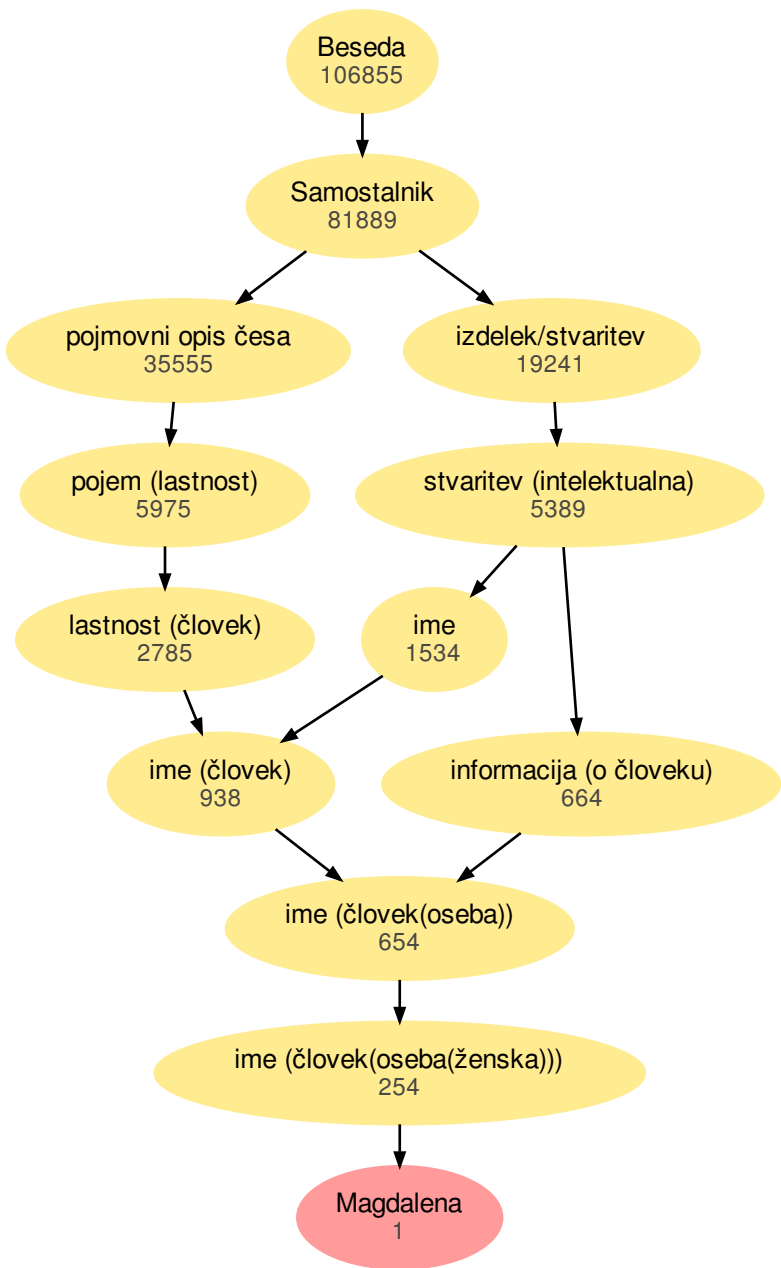 Beseda
106855
Samostalnik
81889
pojmovni opis česa
35555
izdelek/stvaritev
19241
pojem (lastnost)
5975
stvaritev (intelektualna)
5389
lastnost (človek)
2785
ime
1534
ime (človek)
938
informacija (o človeku)
664
ime (človek(oseba))
654
ime (človek(oseba(ženska)))
254
Magdalena
1